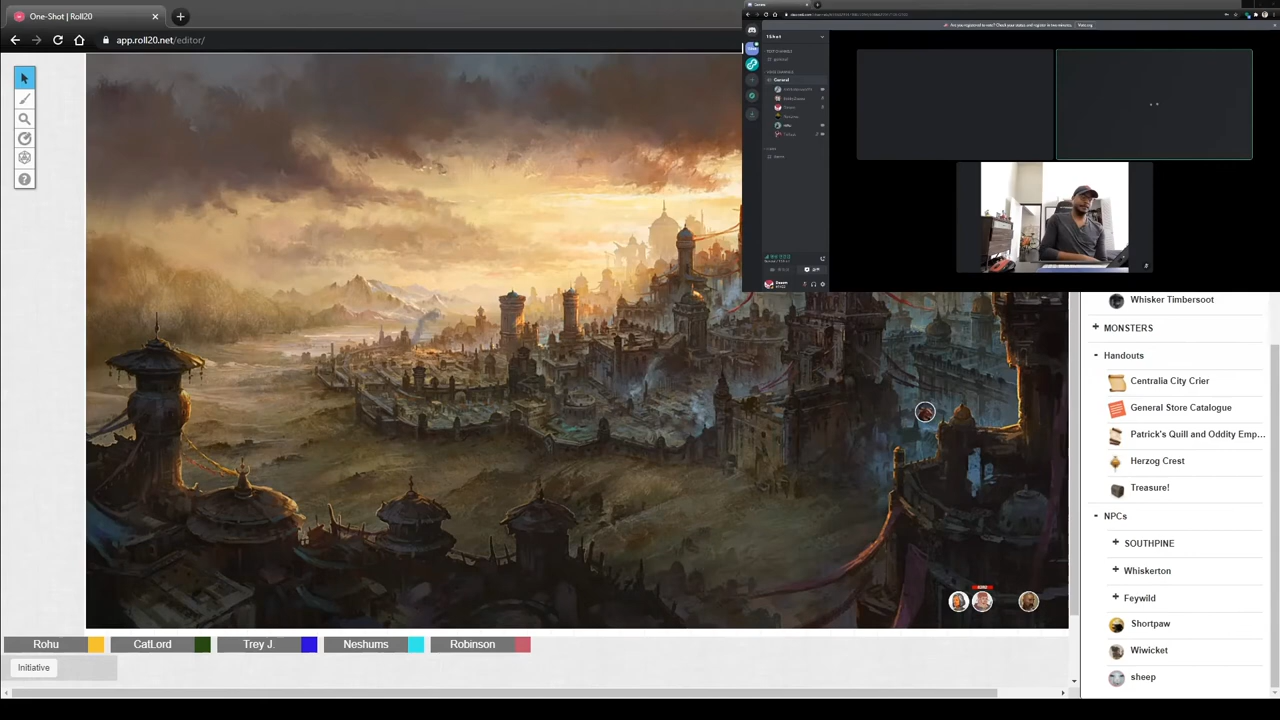 One-Shot | Roll20
app.roll20.net/editor/
General
Whisker Timbersoot
MONSTERS
Handouts
Centralia City Crier
General Store Catalogue
Patrick's Quill and Oddity Emp...
Herzog Crest
Treasure!
NPCs
SOUTHPINE
Whiskerton
Feywild
Shortpaw
Wiwicket
sheep
Rohu
CatLord
Trey J.
Neshums
Robinson
Initiative